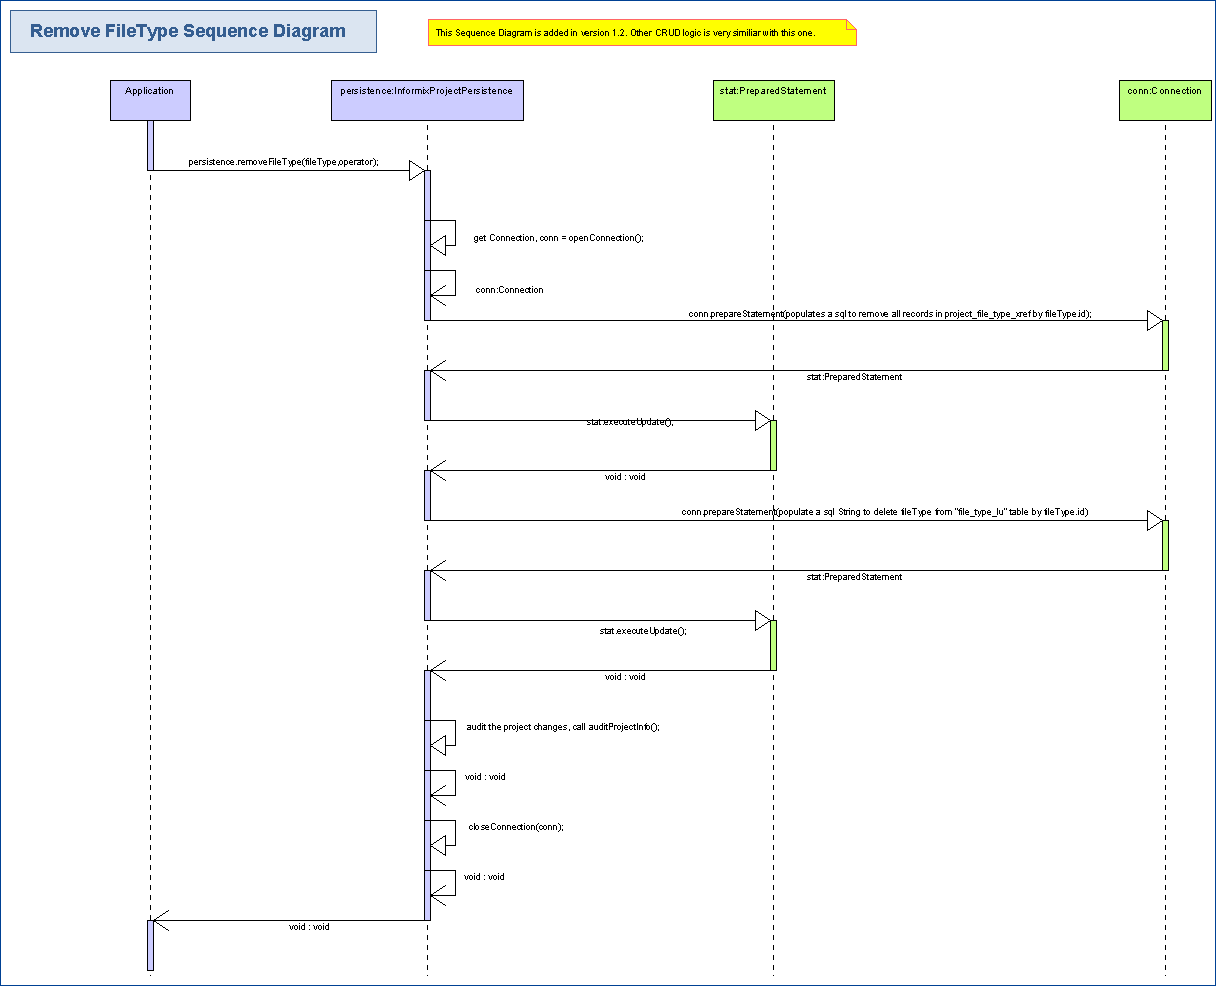 Remove FileType Sequence Diagram
This Sequence Diagram is added in version 1.2. Other CRUD logic is very similiar with this one.
Application
persistence:InformixProjectPersistence
stat:PreparedStatement
conn:Connection
persistence.removeFileType(fileType,operator);
get Connection, conn = openConnection();
conn:Connection
conn.prepareStatement(populates a sql to remove all records in project_file_type_xref by fileType.id);
stat:PreparedStatement
stat.executeUpdate();
void : void
conn.prepareStatement(populate a sql String to delete fileType from "file_type_lu" table by fileType.id)
stat:PreparedStatement
stat.executeUpdate();
void : void
audit the project changes, call auditProjectInfo();
void : void
closeConnection(conn);
void : void
void : void